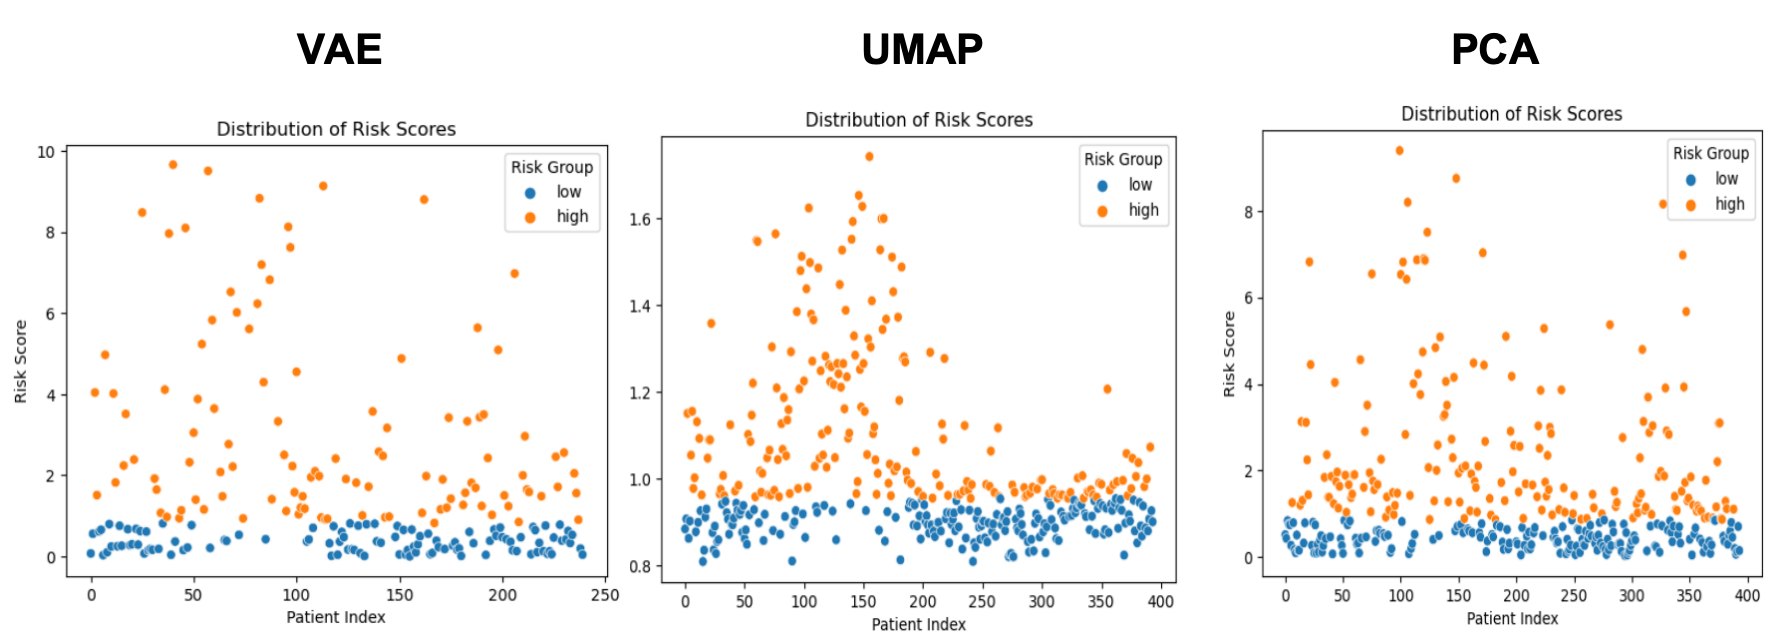 VAE
UMAP
PCA
Distribution of Risk Scores
Risk Score
10
8
6
4
2
0
Risk Group
low
high
0 50 100 150 200 250
Patient Index
Distribution of Risk Scores
1.6
1.4
1.2
1.0
0.8
Risk Group
low
high
0 50 100 150 200 250 300 350 400
Patient Index
Distribution of Risk Scores
Risk Score
8
6
4
2
0
Risk Group
low
high
0 50 100 150 200 250 300 350 400
Patient Index